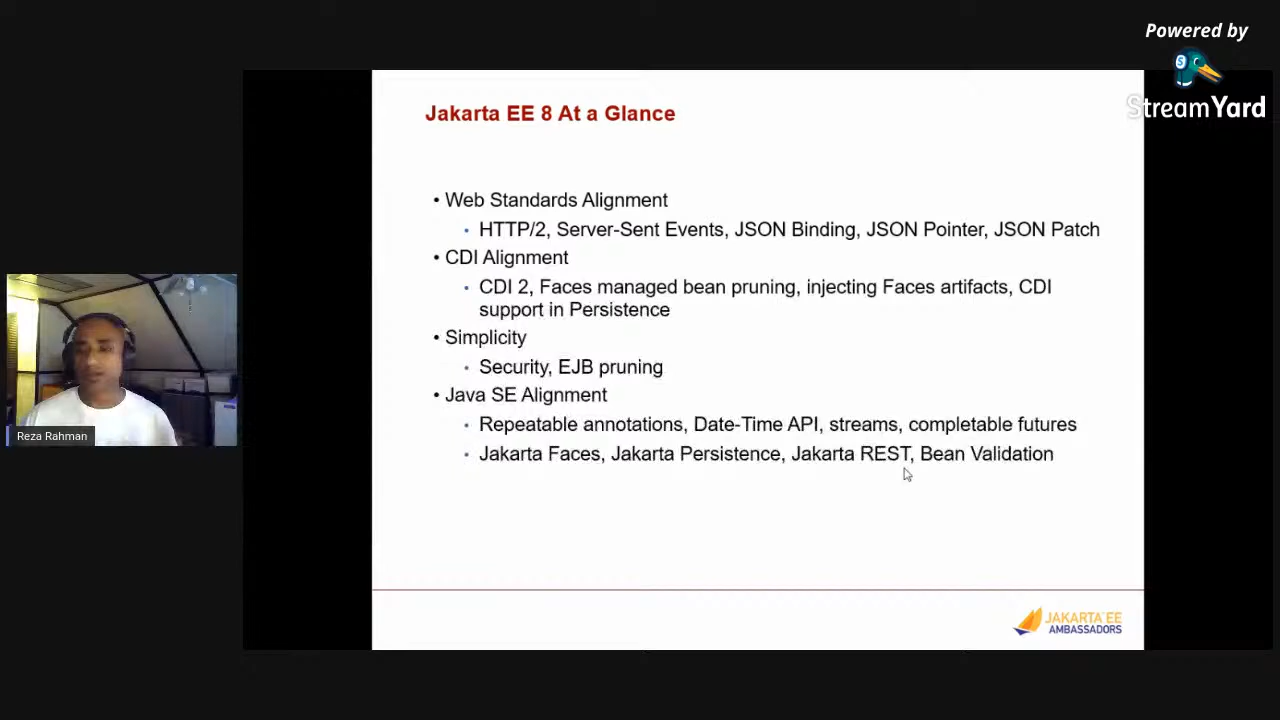 Powered by
S
StreamYard
Jakarta EE 8 At a Glance
• Web Standards Alignment
• HTTP/2, Server-Sent Events, JSON Binding, JSON Pointer, JSON Patch
• CDI Alignment
• CDI 2, Faces managed bean pruning, injecting Faces artifacts, CDI
support in Persistence
• Simplicity
• Security, EJB pruning
• Java SE Alignment
• Repeatable annotations, Date-Time API, streams, completable futures
• Jakarta Faces, Jakarta Persistence, Jakarta REST, Bean Validation
Reza Rahman
JAKARTA EE
AMBASSADORS